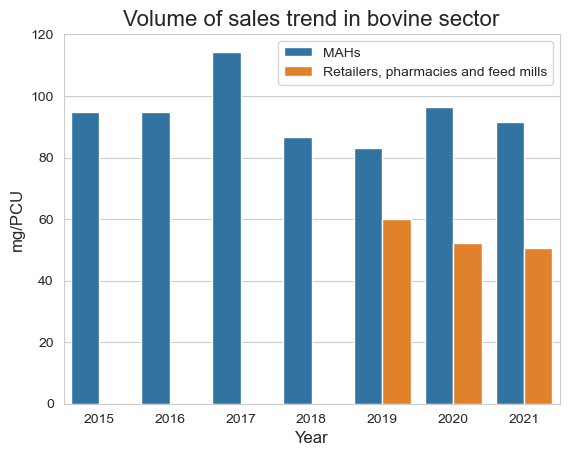 Volume of sales trend in bovine sector
MAHs
Retailers, pharmacies and feed mills
mg/PCU
120
100
80
60
40
20
0
2015 2016 2017 2018 2019 2020 2021
Year